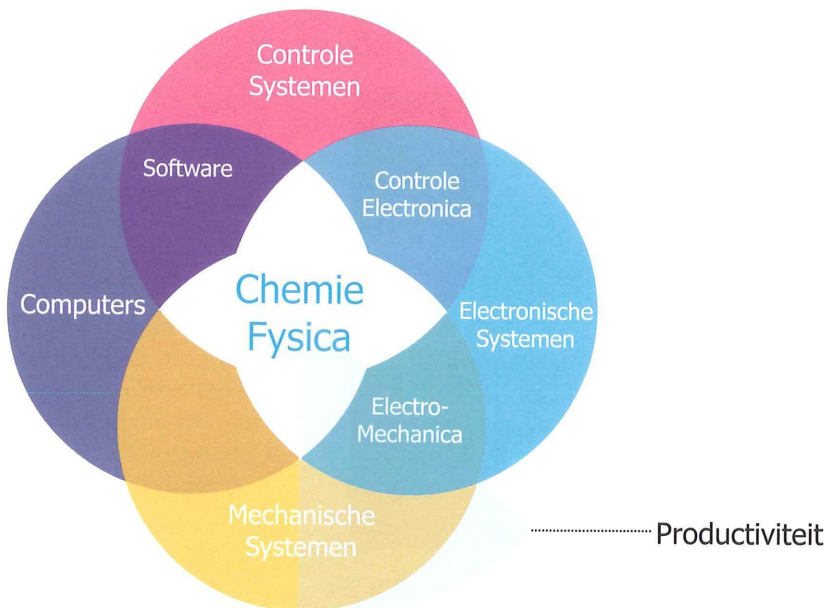 Controle
Systemen
Software
Controle
Electronica
Computers
Chemie
Fysica
Electronische
Systemen
Electro-
Mechanica
Mechanische
Systemen
Productiviteit